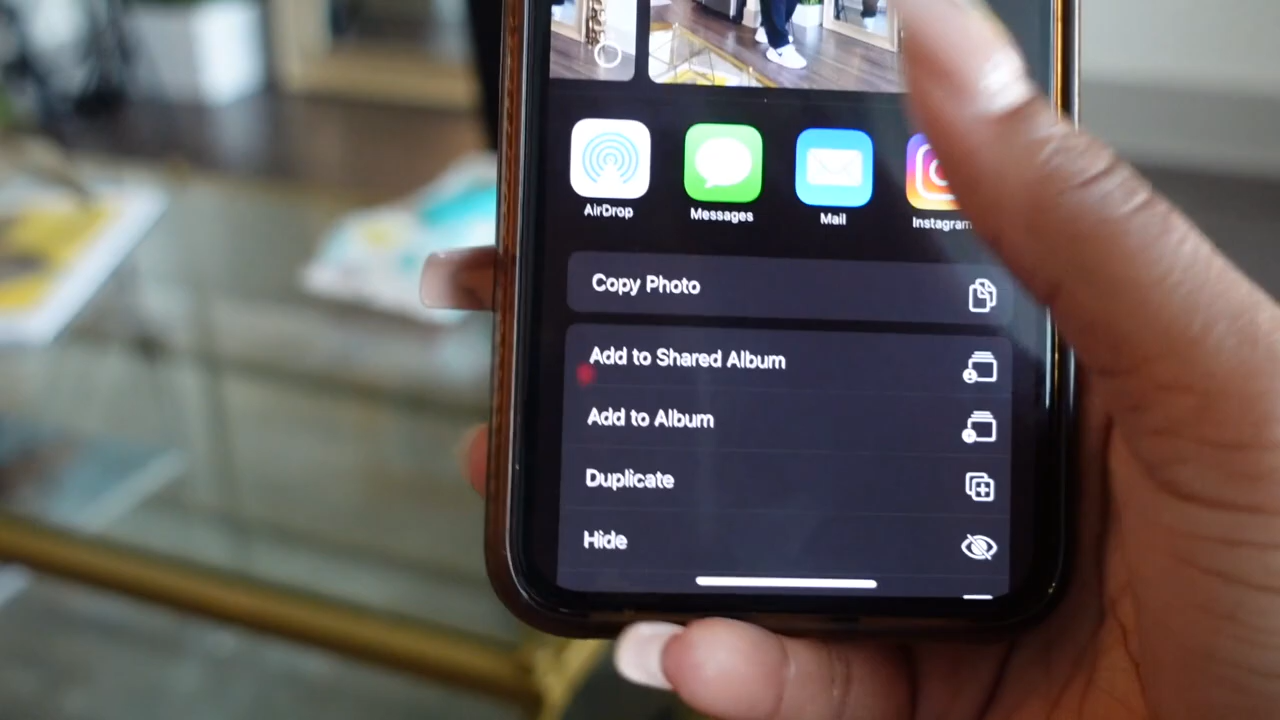 AirDrop
Messages
Mail
Instagram
Copy Photo
Add to Shared Album
Add to Album
Duplicate
Hide